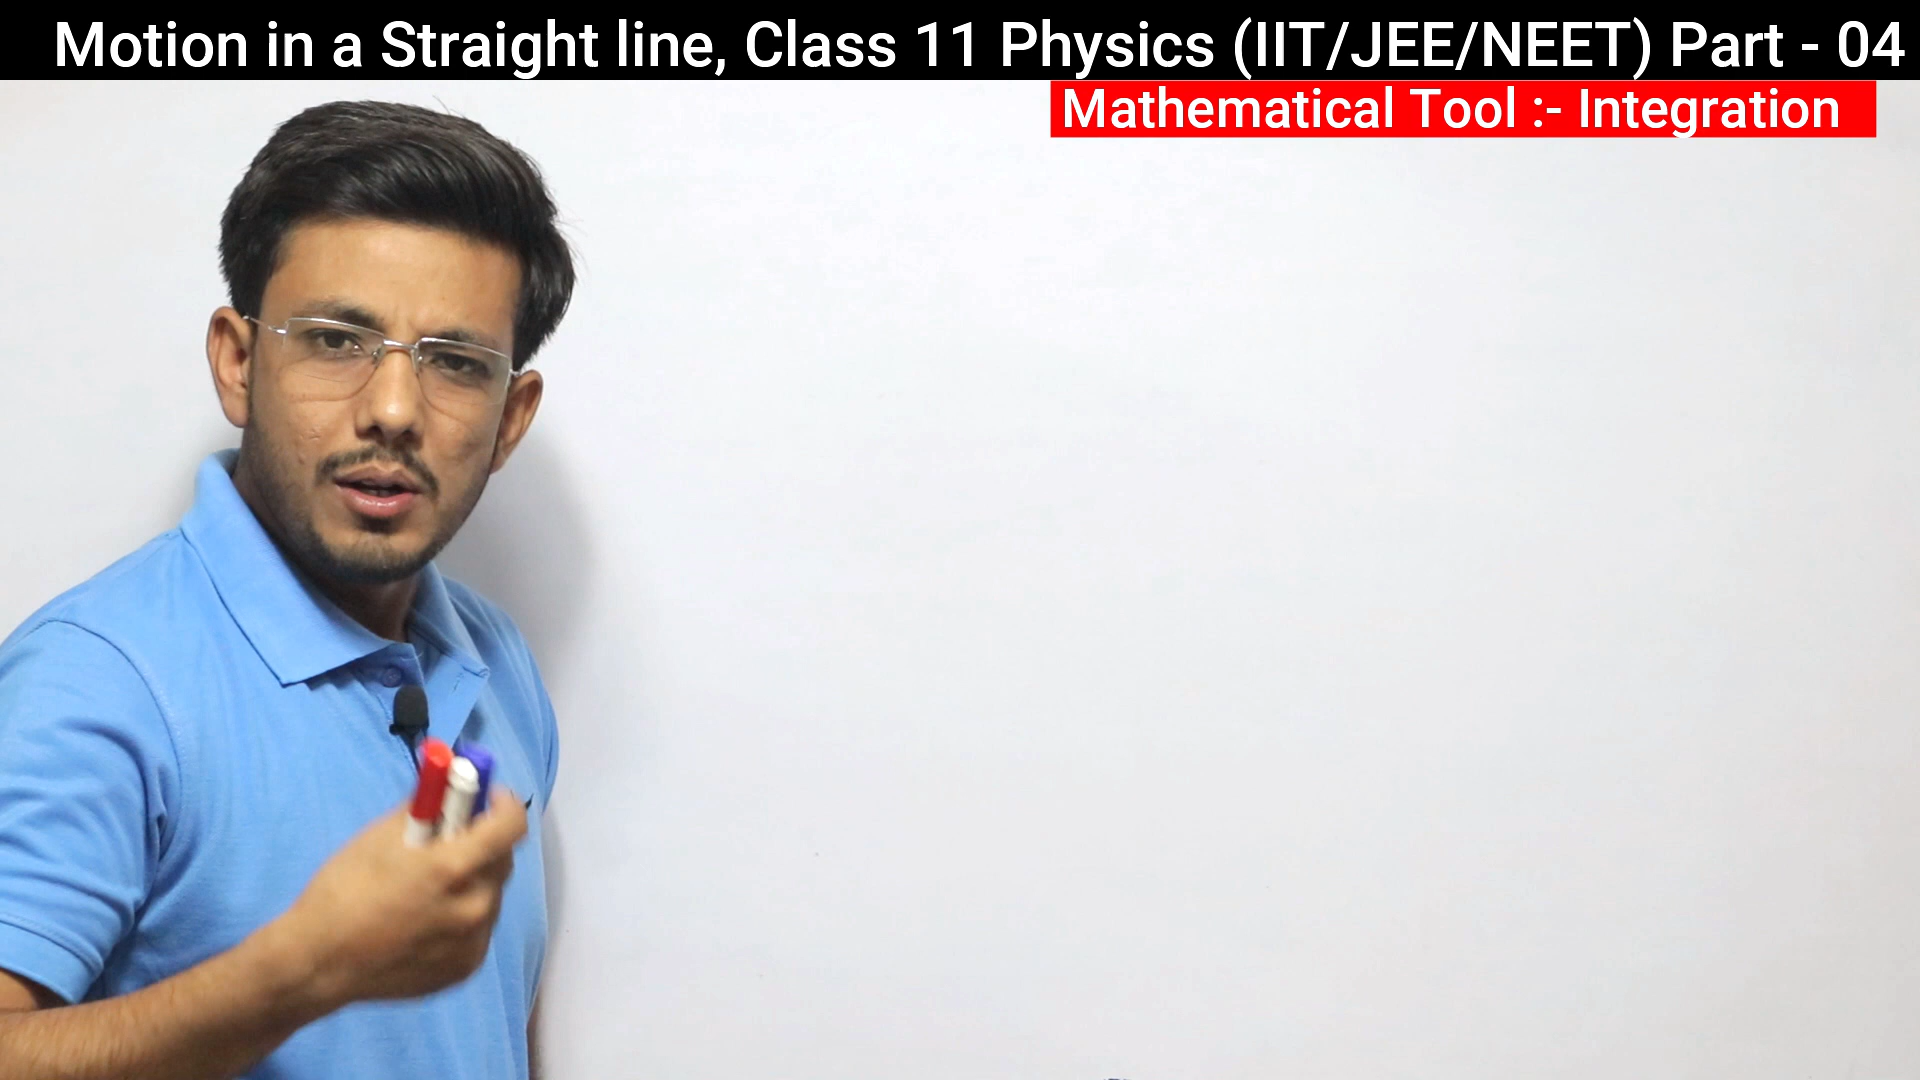 Motion in a Straight line, Class 11 Physics (IIT/JEE/NEET) Part - 04
Mathematical Tool :- Integration